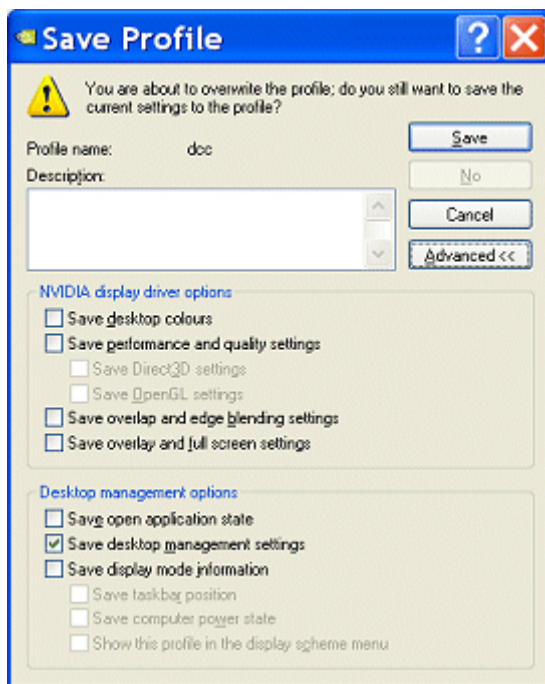 Save Profile
You are about to overwrite the profile; do you still want to save the
current settings to the profile?
Save
Profile name: dcc
No
Description:
Cancel
Advanced <<
NVIDIA display driver options
Save desktop colours
Save performance and quality settings
Save Direct3D settings
Save OpenGL settings
Save overlap and edge blending settings
Save overlay and full screen settings
Desktop management options
Save open application state
Save desktop management settings
Save display mode information
Save taskbar position
Save computer power state
Show this profile in the display scheme menu